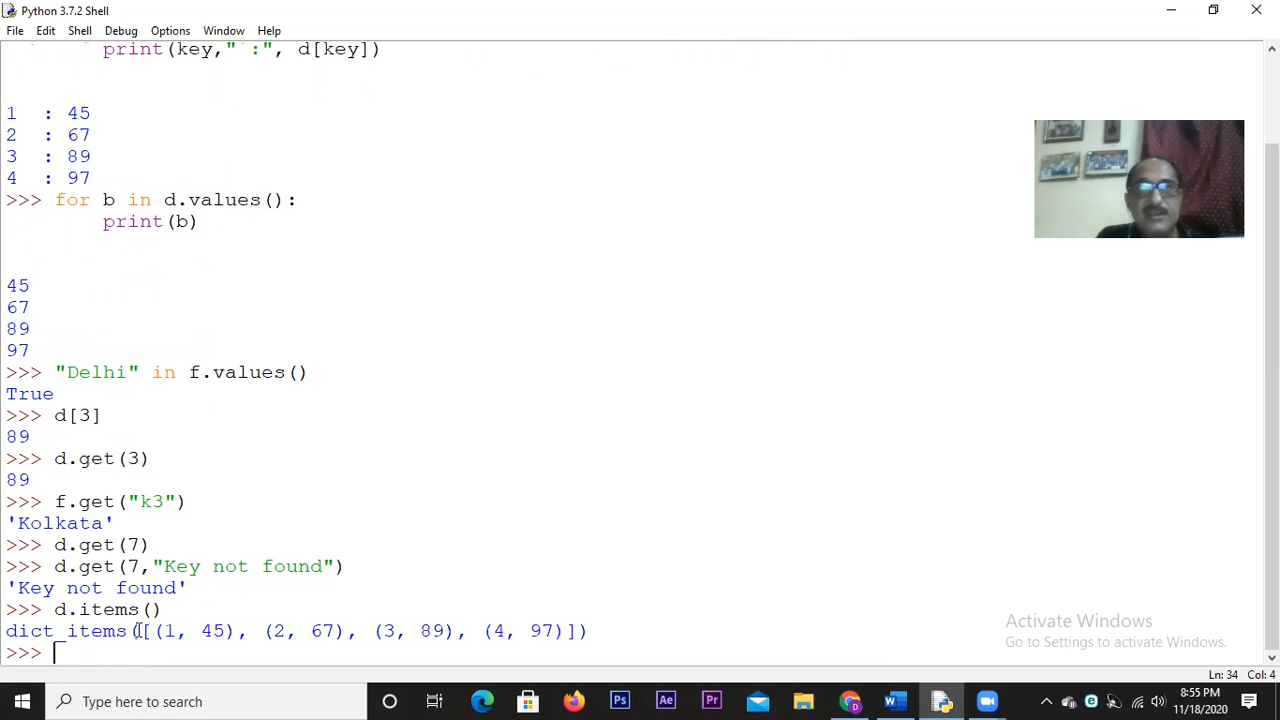 Python 3.7.2 Shell
File Edit Shell Debug Options Window Help
print(key," :", d[key])
1 : 45
2 : 67
3 : 89
4 : 97
>>> for b in d.values():
print(b)
45
67
89
97
>>> "Delhi" in f.values()
True
>>> d[3]
89
>>> d.get(3)
89
>>> f.get("k3")
'Kolkata'
>>> d.get(7)
>>> d.get(7,"Key not found")
'Key not found'
>>> d.items()
dict_items([(1, 45), (2, 67), (3, 89), (4, 97)])
>>>
Activate Windows
Go to Settings to activate Windows.
Ln: 34 Col: 4
Type here to search
Ps Ae Pr
8:55 PM
11/18/2020